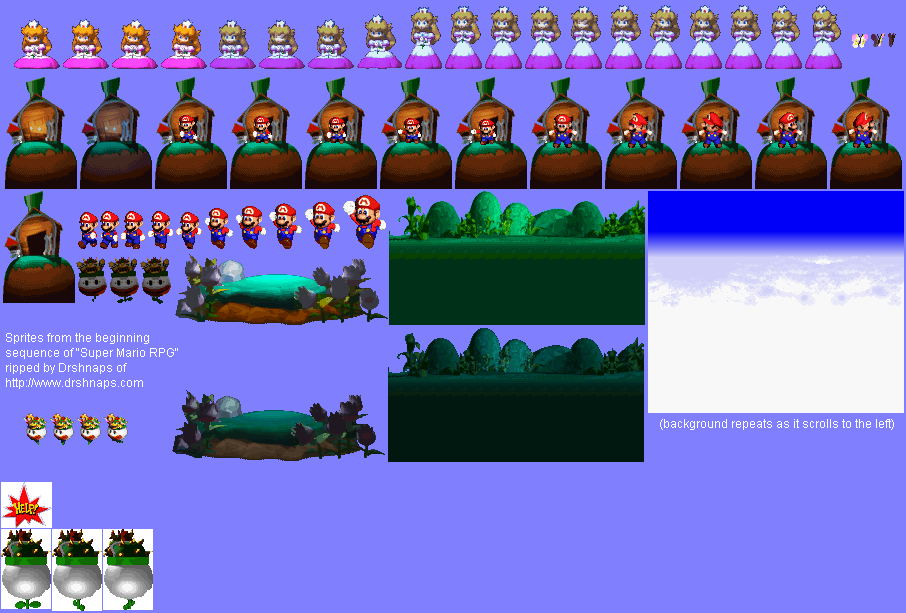 Sprites from the beginning
sequence of "Super Mario RPG"
ripped by Drshnaps of
http://www.drshnaps.com
(background repeats as it scrolls to the left)
HELP!